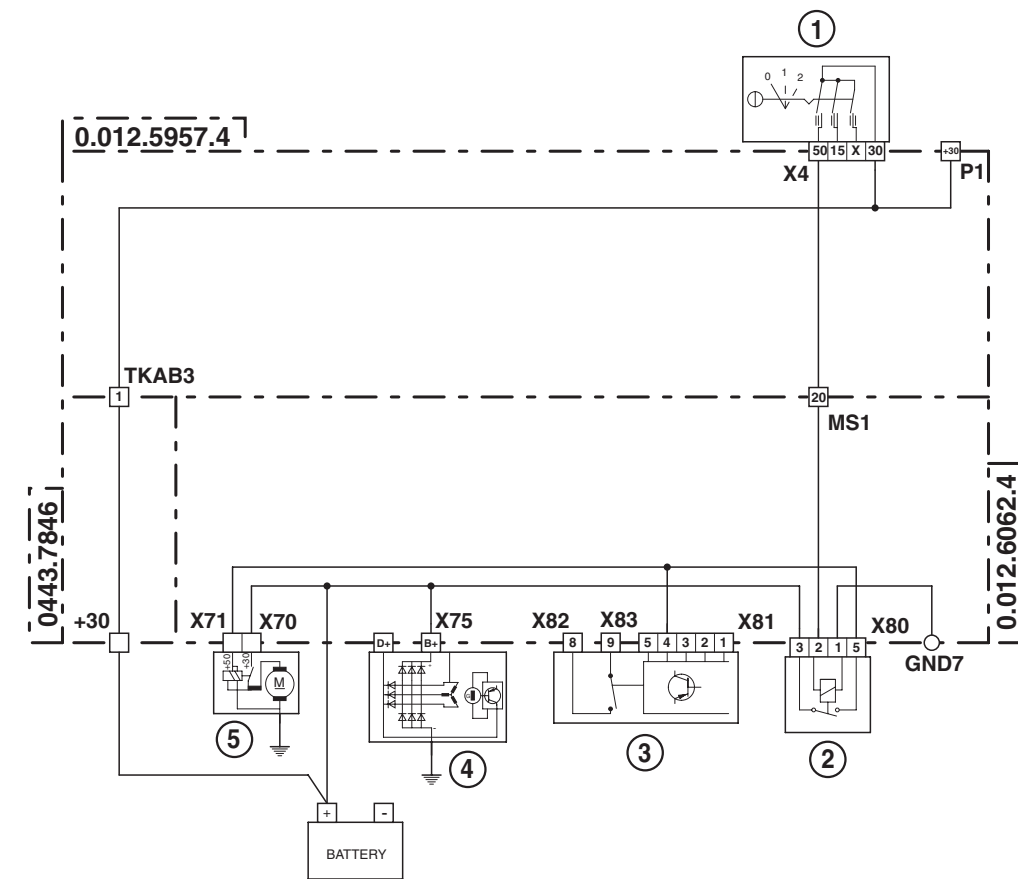 1
0 1 2
0.012.5957.4
50 15 X 30
+30
X4
P1
TKAB3
1
20
MS1
0443.7846
0.012.6062.4
+30
X71
X70
X75
X82
X83
X81
X80
D+
B+
8
9
5 4 3 2 1
3 2 1 5
GND7
+50
+30
M
5
4
3
2
+
-
BATTERY